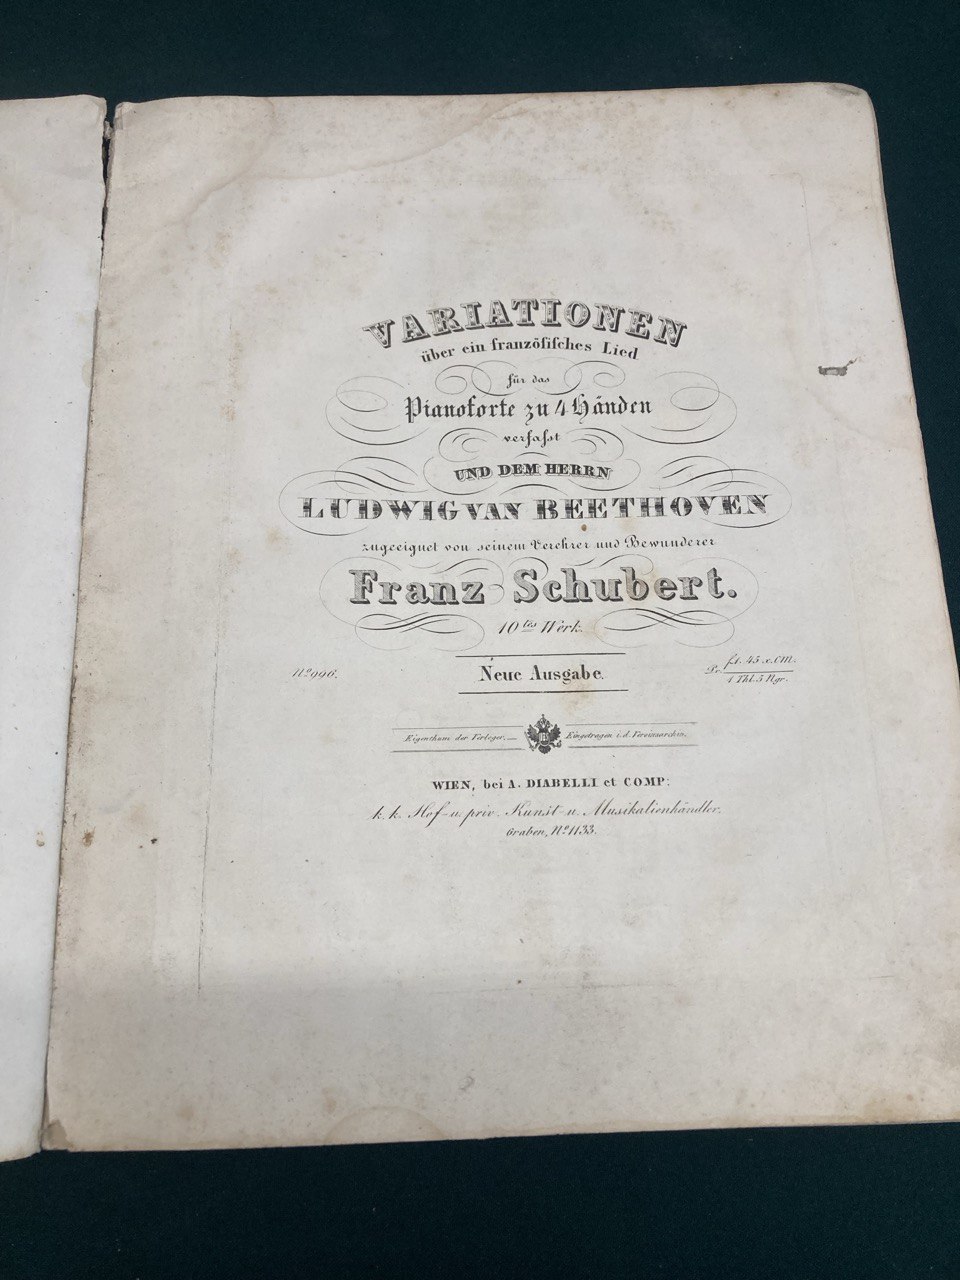 VARIATIONEN
über ein franzöſiſches Lied
für das
Pianoforte zu 4 Händen
verfaſst
UND DEM HERRN
LUDWIG VAN BEETHOVEN
zugeeignet von seinem Verehrer und Bewunderer
Franz Schubert.
10tes Werk.
No 996.
Neue Ausgabe.
Pr. f 1. 45 x. C.M.
1 Thl. 5 Ngr.
Eigenthum der Verleger. Eingetragen i. d. Vereinsarchiv.
WIEN, bei A. DIABELLI et COMP:
k. k. Hof- u. priv. Kunst- u. Musikalienhändler.
Graben, No 1133.